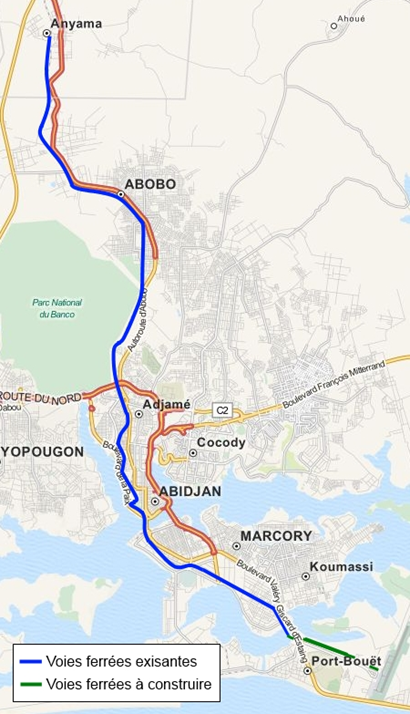 Anyama
Ahoué
ABOBO
Parc National
du Banco
Autoroute d'Abobo
ROUTE DU NORD
Dabou
Adjamé
C2
Boulevard François Mitterrand
Cocody
YOPOUGON
Boulevard de la Paix
ABIDJAN
MARCORY
Koumassi
Boulevard Valéry Giscard d'Estaing
Port-Bouët
Voies ferrées exisantes
Voies ferrées à construire